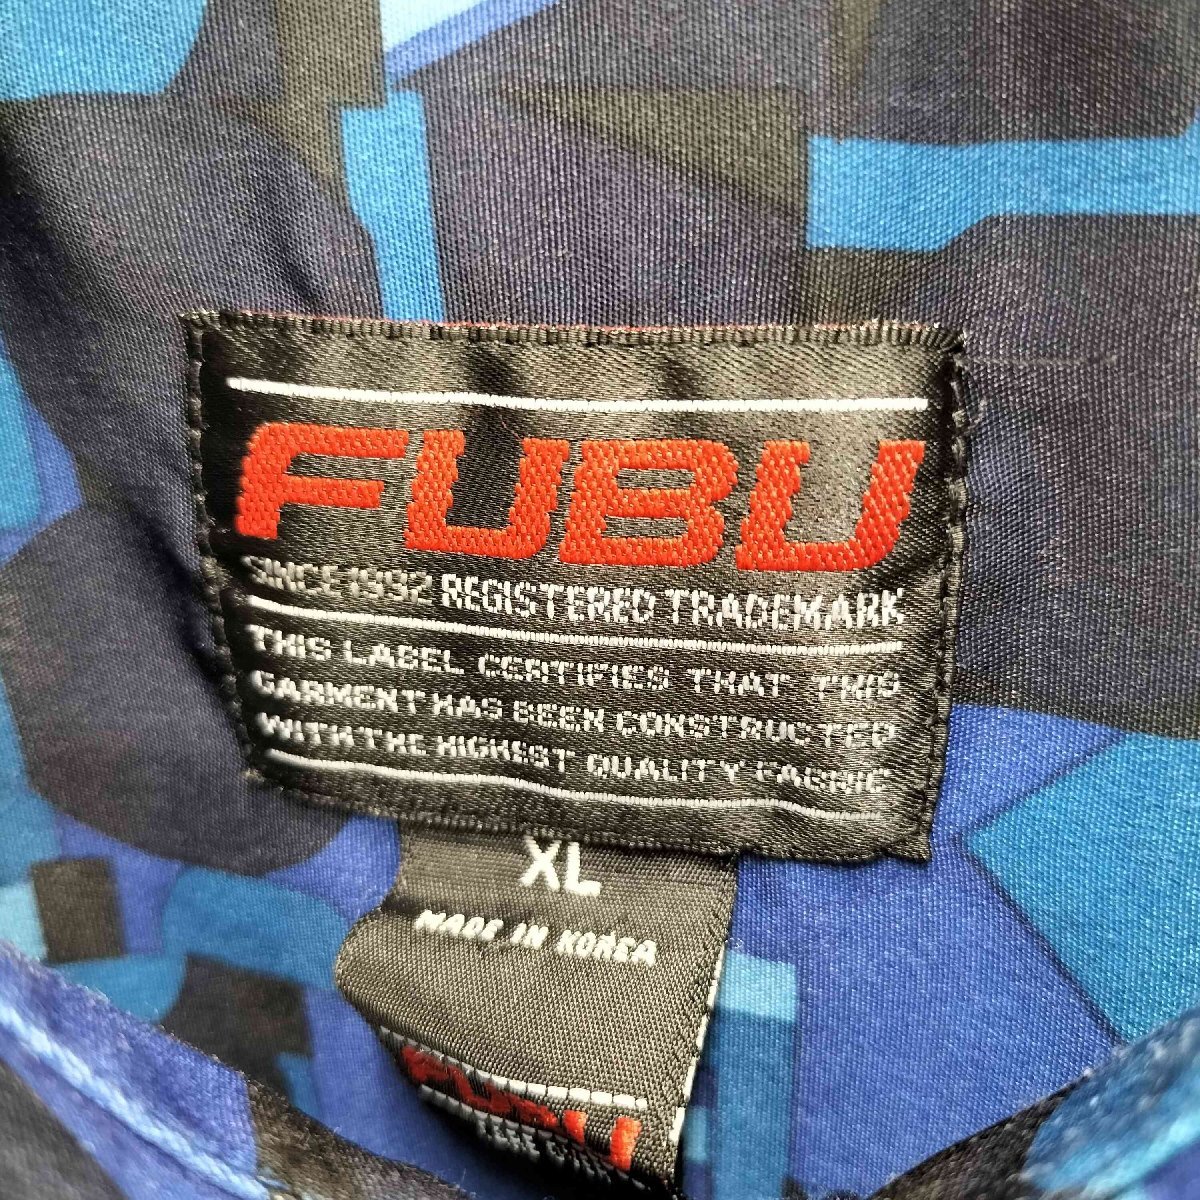 FUBU
SINCE 1992 REGISTERED TRADEMARK
THIS LABEL CERTIFIES THAT THIS
GARMENT HAS BEEN CONSTRUCTED
WITH THE HIGHEST QUALITY FABRIC
XL
MADE IN KOREA
FUBU